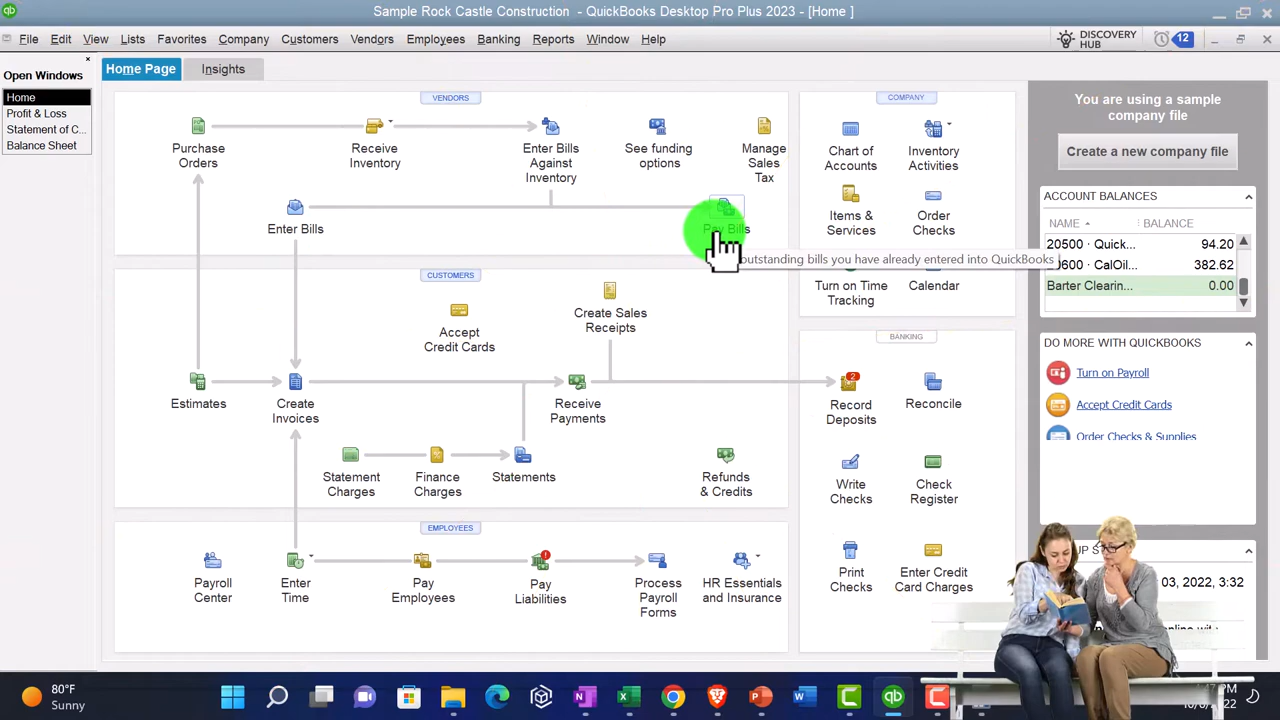 Sample Rock Castle Construction - QuickBooks Desktop Pro Plus 2023 - [Home ]
File Edit View Lists Favorites Company Customers Vendors Employees Banking Reports Window Help
DISCOVERY
HUB
12
Open Windows
Home
Profit & Loss
Statement of C...
Balance Sheet
Home Page
Insights
VENDORS
Purchase
Orders
Receive
Inventory
Enter Bills
Against
Inventory
See funding
options
Manage
Sales
Tax
Enter Bills
Pay Bills
outstanding bills you have already entered into QuickBooks
CUSTOMERS
Accept
Credit Cards
Create Sales
Receipts
Estimates
Create
Invoices
Receive
Payments
Statement
Charges
Finance
Charges
Statements
Refunds
& Credits
EMPLOYEES
Payroll
Center
Enter
Time
Pay
Employees
Pay
Liabilities
Process
Payroll
Forms
HR Essentials
and Insurance
COMPANY
Chart of
Accounts
Inventory
Activities
Items &
Services
Order
Checks
Turn on Time
Tracking
Calendar
BANKING
2
Record
Deposits
Reconcile
Write
Checks
Check
Register
Print
Checks
Enter Credit
Card Charges
You are using a sample
company file
Create a new company file
ACCOUNT BALANCES
NAME BALANCE
20500 · Quick... 94.20
CalOil... 382.62
Barter Clearin... 0.00
DO MORE WITH QUICKBOOKS
Turn on Payroll
Accept Credit Cards
Order Checks & Supplies
03, 2022, 3:32
80°F
Sunny